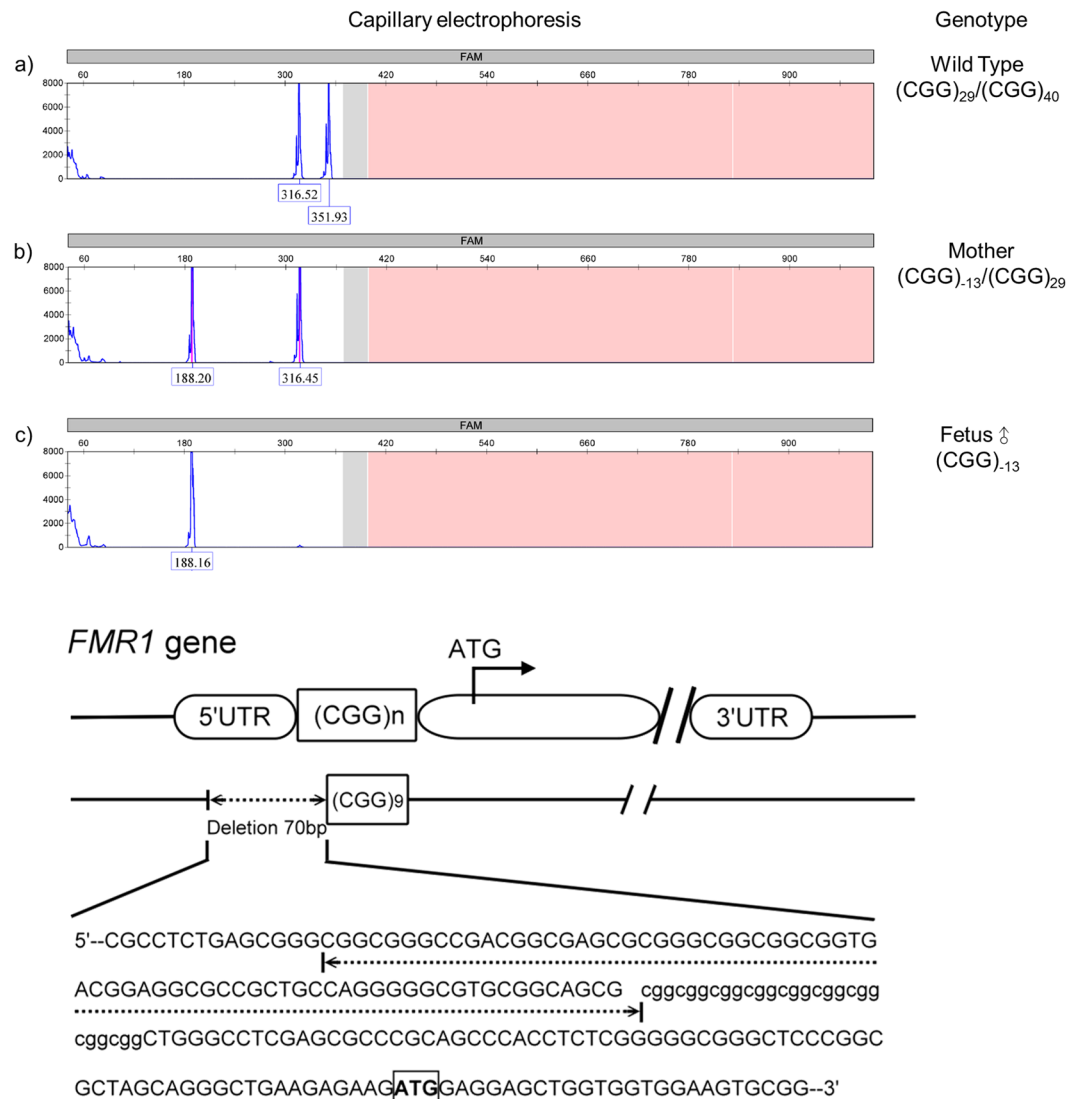 Capillary electrophoresis Genotype
a)
FAM
60 180 300 420 540 660 780 900
8000
6000
4000
2000
0
316.52
351.93
Wild Type
(CGG)29/(CGG)40
b)
FAM
60 180 300 420 540 660 780 900
8000
6000
4000
2000
0
188.20 316.45
Mother
(CGG)-13/(CGG)29
c)
FAM
60 180 300 420 540 660 780 900
8000
6000
4000
2000
0
188.16
Fetus ♂
(CGG)-13
FMR1 gene
ATG
5'UTR (CGG)n 3'UTR
(CGG)9
Deletion 70bp
5'--CGCCTCTGAGCGGGCGGCGGGCCGACGGCGAGCGCGGGCGGCGGCGGTG
ACGGAGGCGCCGCTGCCAGGGGGCGTGCGGCAGCG cggcggcggcggcggcggcgg
cggcggCTGGGCCTCGAGCGCCCGCAGCCCACCTCTCGGGGGCGGGCTCCCGGC
GCTAGCAGGGCTGAAGAGAAGATGGAGGAGCTGGTGGTGGAAGTGCGG--3'